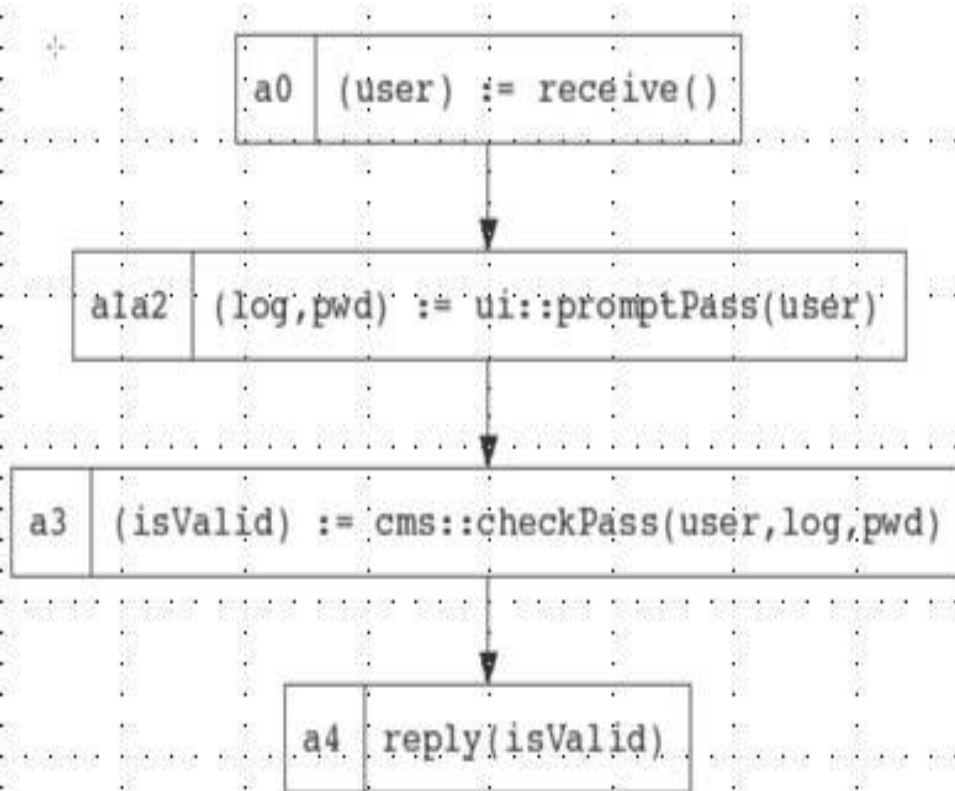 a0 (user) := receive()
a1a2 (log,pwd) := ui::promptPass(user)
a3 (isValid) := cms::checkPass(user,log,pwd)
a4 reply(isValid)